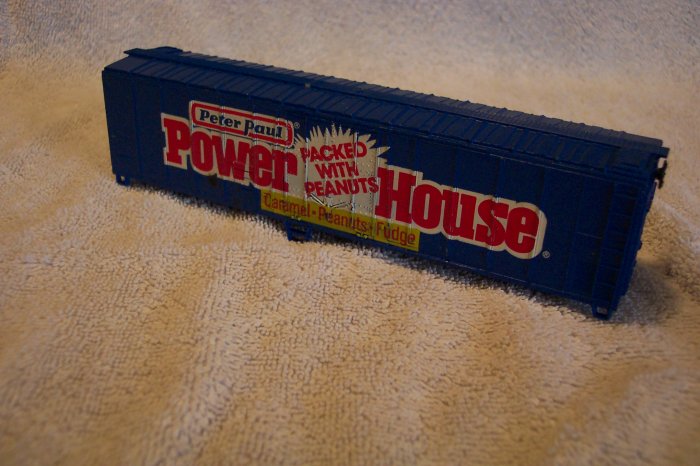 Peter Paul®
Power House®
PACKED
WITH
PEANUTS
Caramel • Peanuts • Fudge